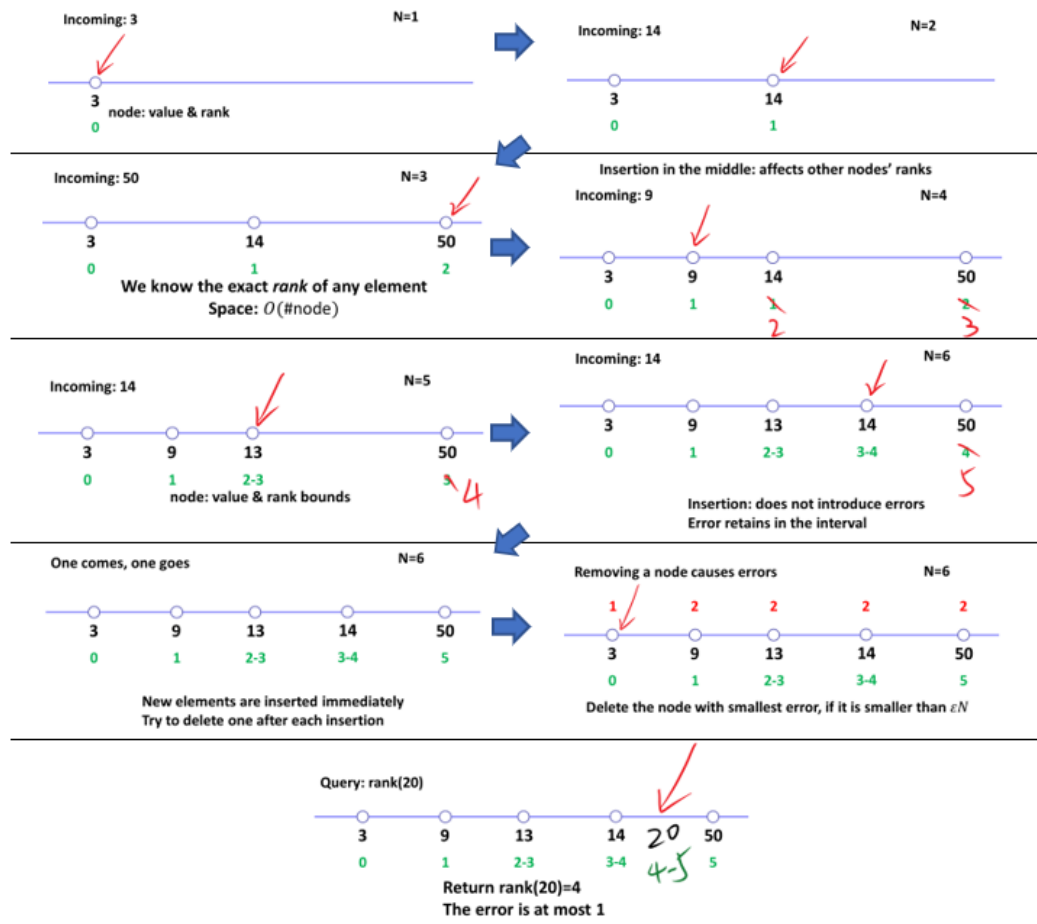 Incoming: 3 N=1
3
node: value & rank
0
Incoming: 14 N=2
3 14
0 1
Incoming: 50 N=3
3 14 50
0 1 2
We know the exact rank of any element
Space: O(#node)
Insertion in the middle: affects other nodes' ranks
Incoming: 9 N=4
3 9 14 50
0 1 1 2
2 3
Incoming: 14 N=5
3 9 13 50
0 1 2-3 3 4
node: value & rank bounds
Incoming: 14 N=6
3 9 13 14 50
0 1 2-3 3-4 4
5
Insertion: does not introduce errors
Error retains in the interval
One comes, one goes N=6
3 9 13 14 50
0 1 2-3 3-4 5
New elements are inserted immediately
Try to delete one after each insertion
Removing a node causes errors N=6
1 2 2 2 2
3 9 13 14 50
0 1 2-3 3-4 5
Delete the node with smallest error, if it is smaller than εN
Query: rank(20)
3 9 13 14 20 50
0 1 2-3 3-4 4-5 5
Return rank(20)=4
The error is at most 1